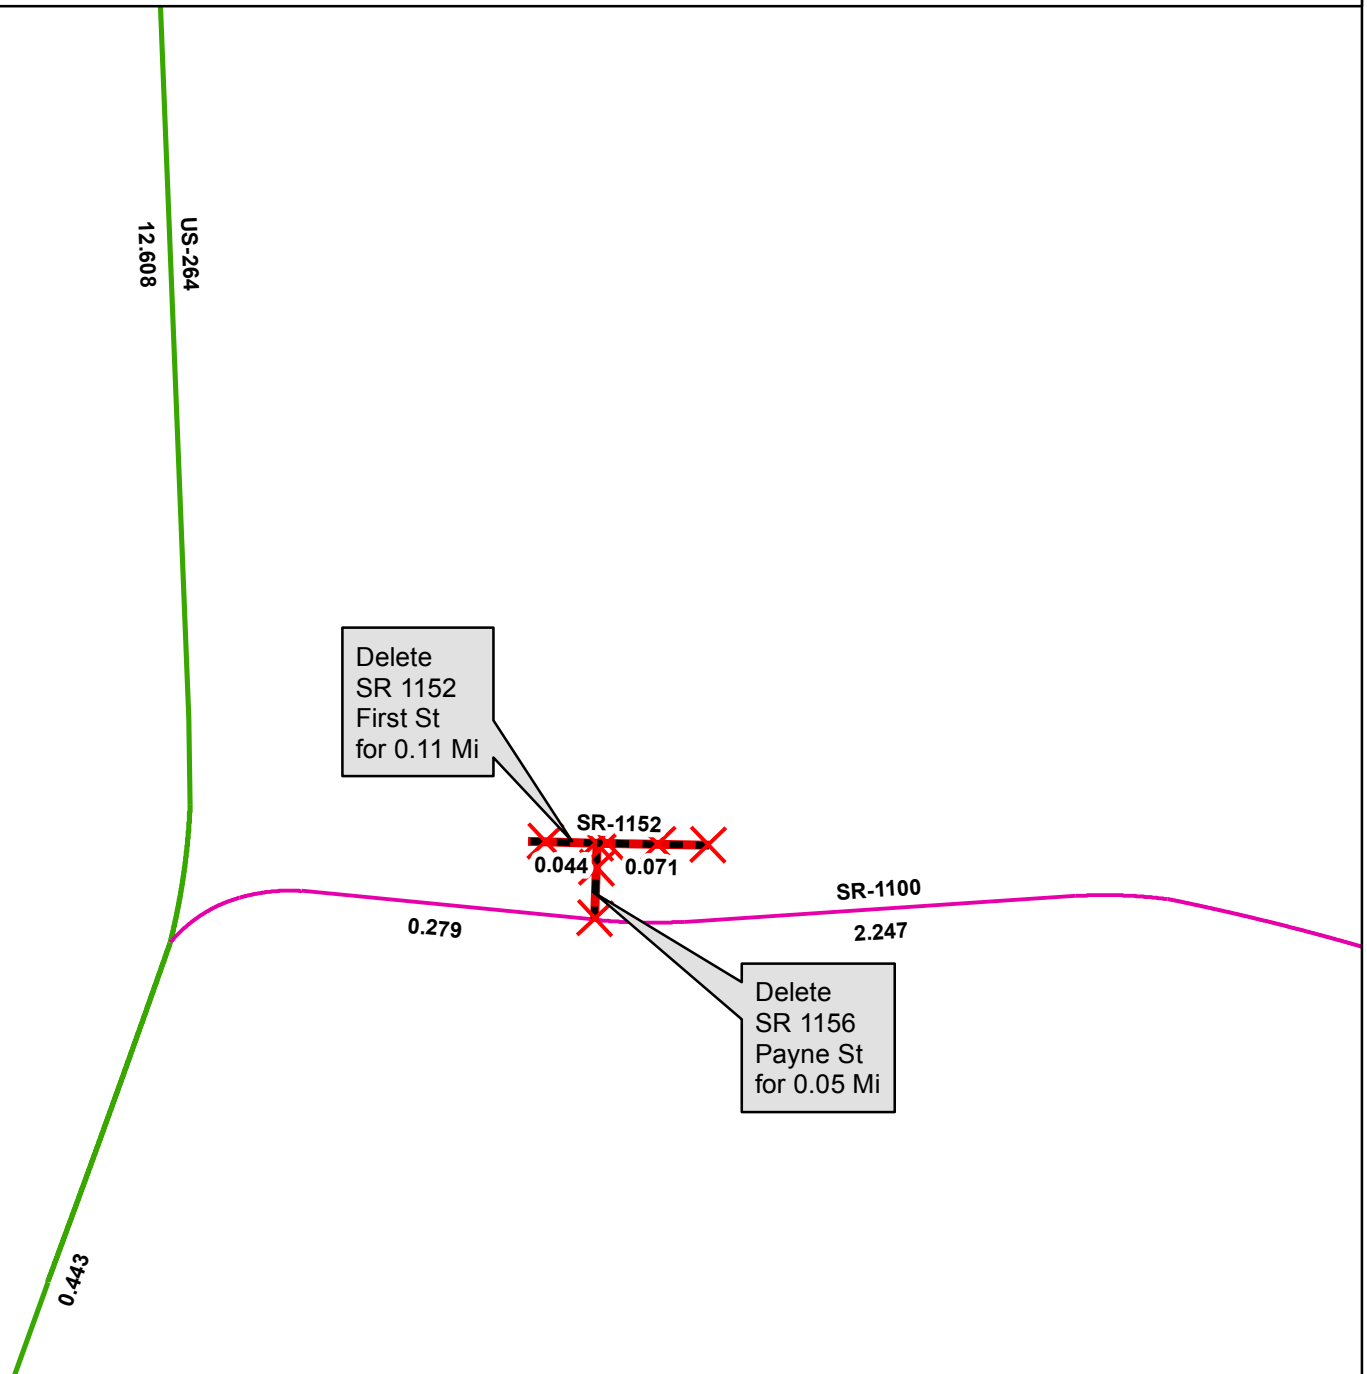 US-264
12.608
Delete
SR 1152
First St
for 0.11 Mi
SR-1152
0.044
0.071
SR-1100
0.279
2.247
Delete
SR 1156
Payne St
for 0.05 Mi
0.443